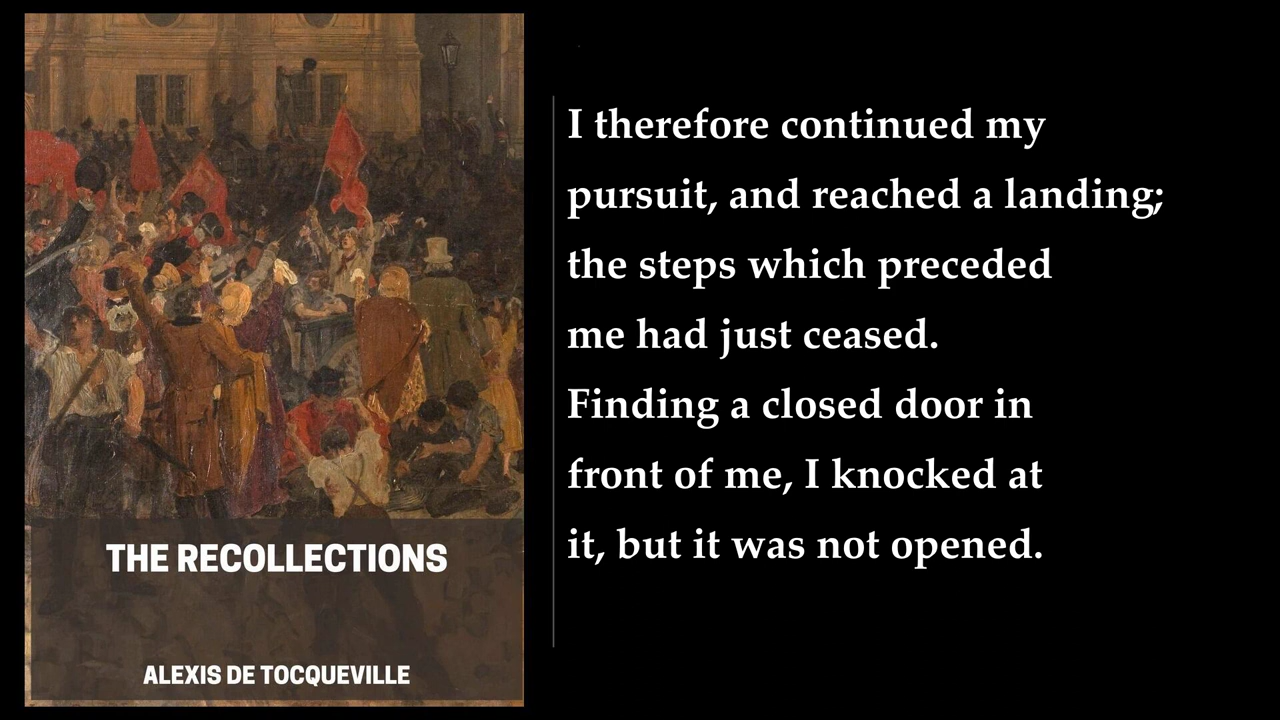 THE RECOLLECTIONS
ALEXIS DE TOCQUEVILLE
I therefore continued my
pursuit, and reached a landing;
the steps which preceded
me had just ceased.
Finding a closed door in
front of me, I knocked at
it, but it was not opened.